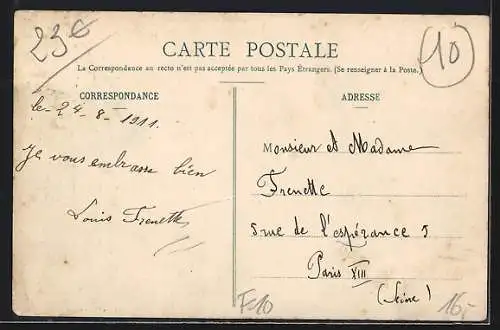 23€
CARTE POSTALE
(10)
La Correspondance au recto n'est pas acceptée par tous les Pays Étrangers. (Se renseigner à la Poste.)
CORRESPONDANCE
le 24-8-1911.
Je vous embrasse bien
Louis Frenette
ADRESSE
Monsieur et Madame
Frenette
5 rue de l'espérance 5
Paris XIII
(Seine)
F10
16,-